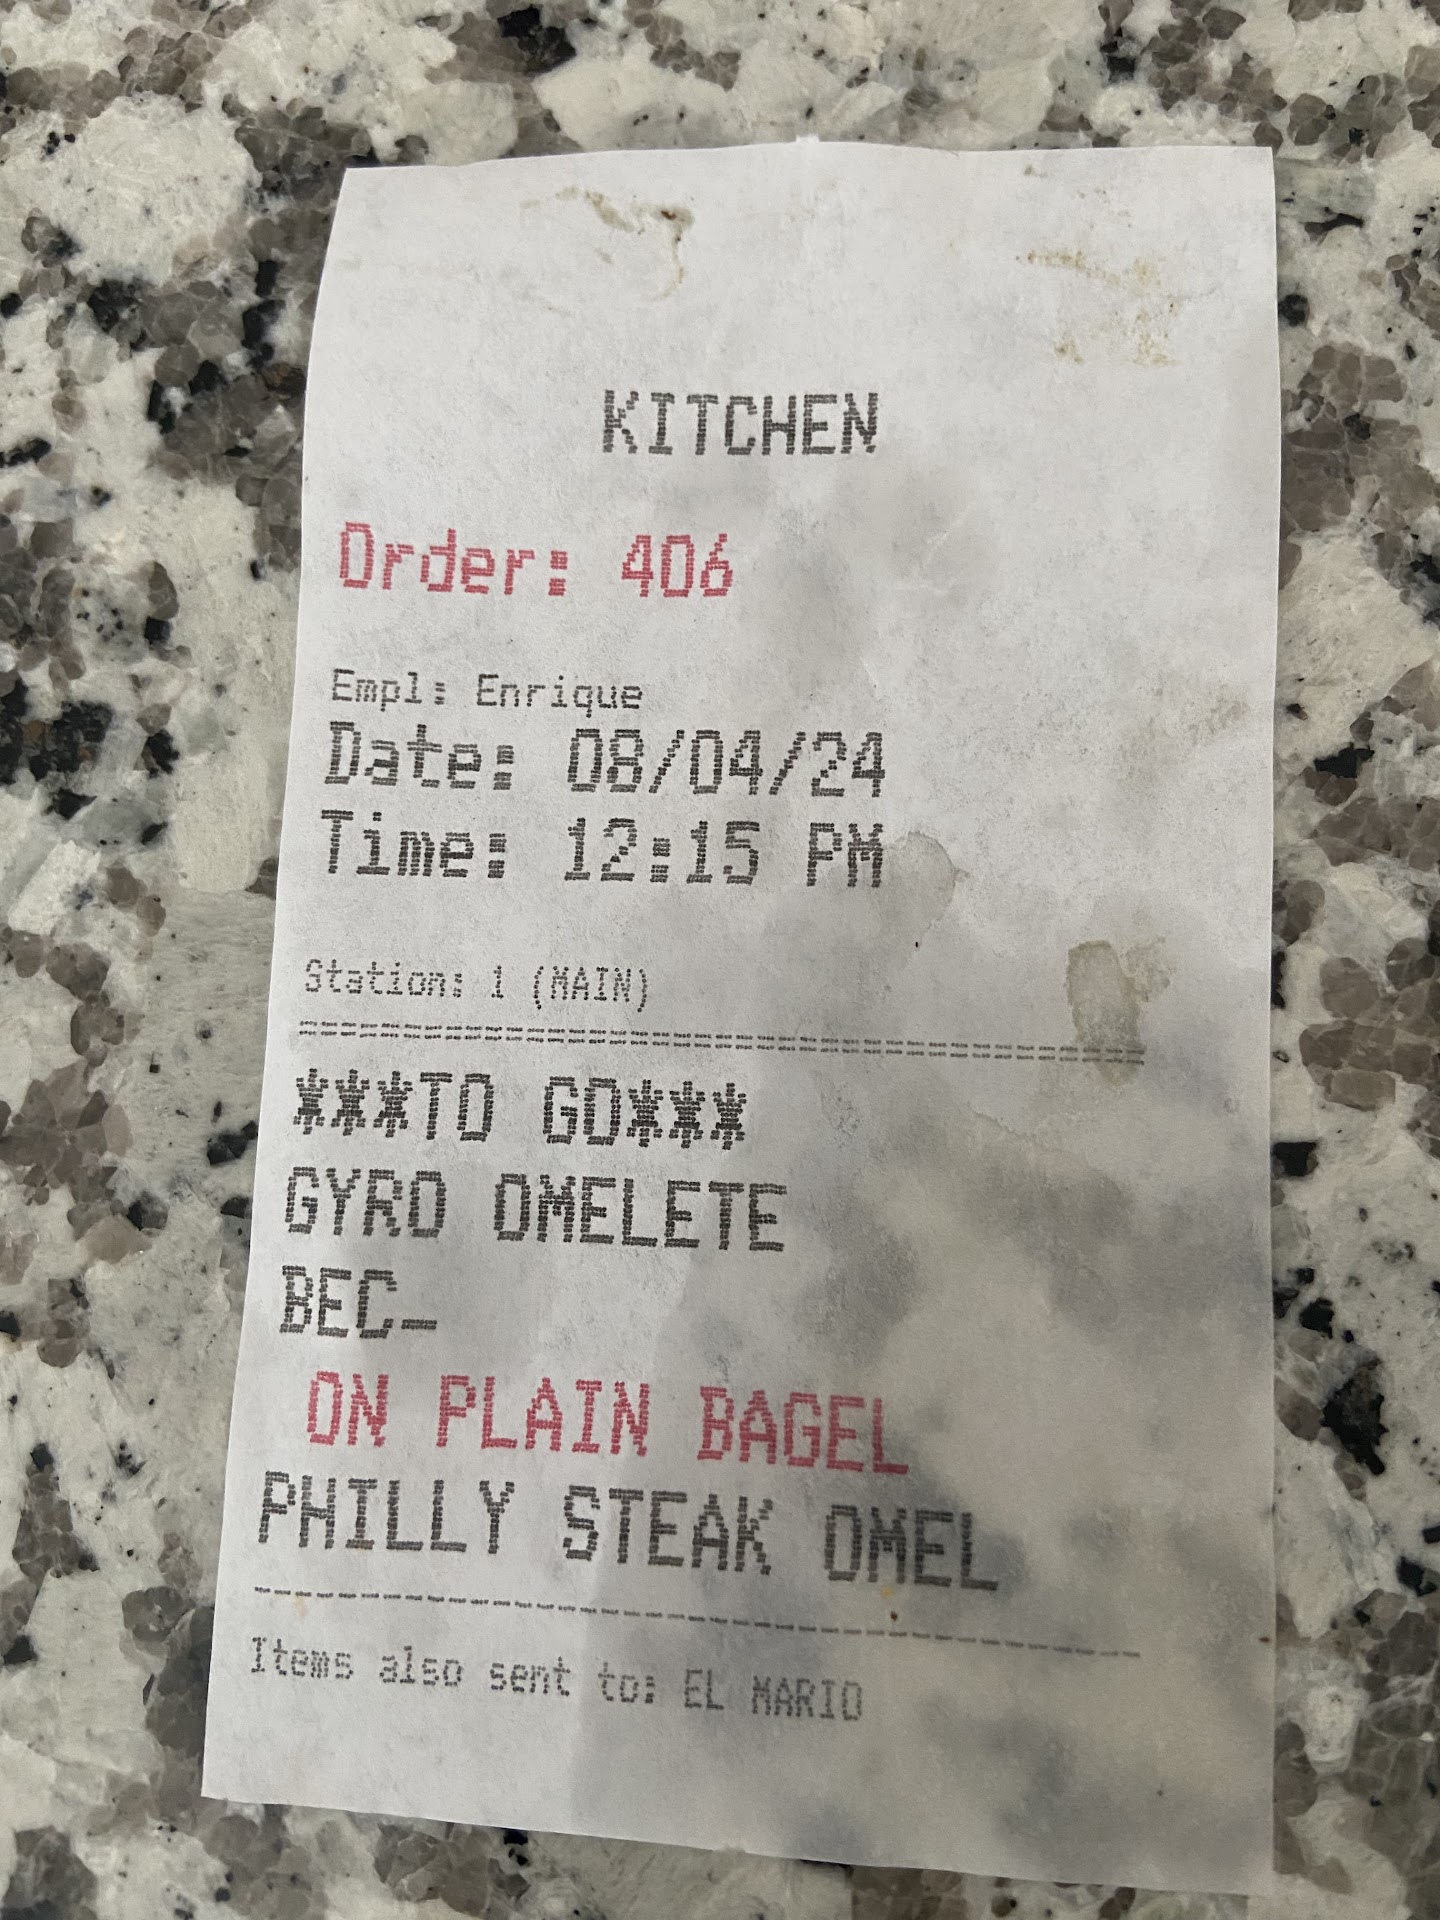 KITCHEN
Order: 406
Empl: Enrique
Date: 08/04/24
Time: 12:15 PM
Station: 1 (MAIN)
***TO GO***
GYRO OMELETE
BEC-
ON PLAIN BAGEL
PHILLY STEAK OMEL
Items also sent to: EL MARIO